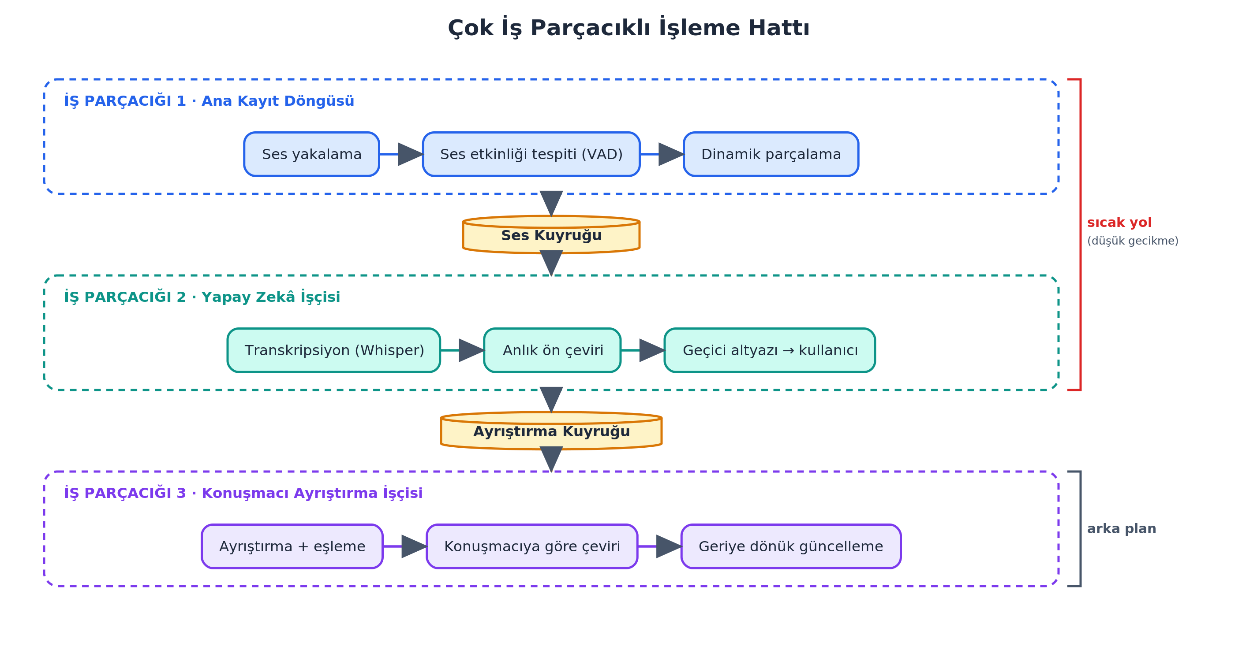 Çok İş Parçacıklı İşleme Hattı
İŞ PARÇACIĞI 1 · Ana Kayıt Döngüsü
Ses yakalama
Ses etkinliği tespiti (VAD)
Dinamik parçalama
Ses Kuyruğu
sıcak yol
(düşük gecikme)
İŞ PARÇACIĞI 2 · Yapay Zekâ İşçisi
Transkripsiyon (Whisper)
Anlık ön çeviri
Geçici altyazı → kullanıcı
Ayrıştırma Kuyruğu
İŞ PARÇACIĞI 3 · Konuşmacı Ayrıştırma İşçisi
Ayrıştırma + eşleme
Konuşmacıya göre çeviri
Geriye dönük güncelleme
arka plan